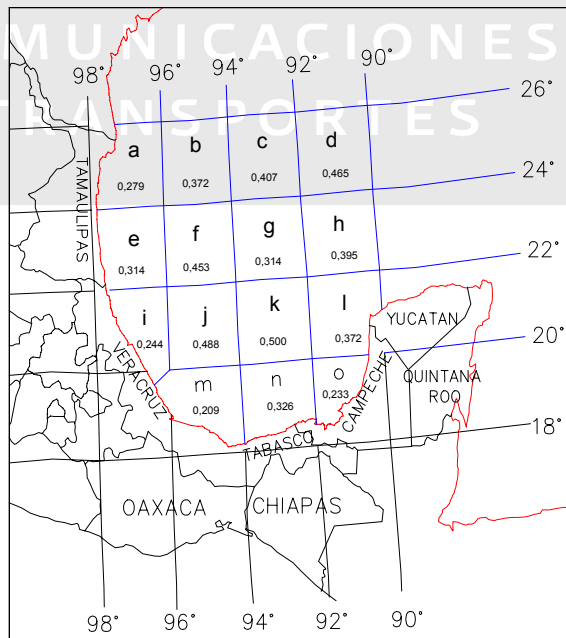 MUNICACIONES
TRANSPORTES
98° 96° 94° 92° 90°
26°
a b c d
0,279 0,372 0,407 0,465
24°
TAMAULIPAS
e f g h
0,314 0,453 0,314 0,395
22°
i j k l
0,244 0,488 0,500 0,372
YUCATAN
20°
VERACRUZ
m n o
0,209 0,326 0,233
CAMPECHE
QUINTANA
ROO
18°
TABASCO
OAXACA CHIAPAS
98° 96° 94° 92° 90°